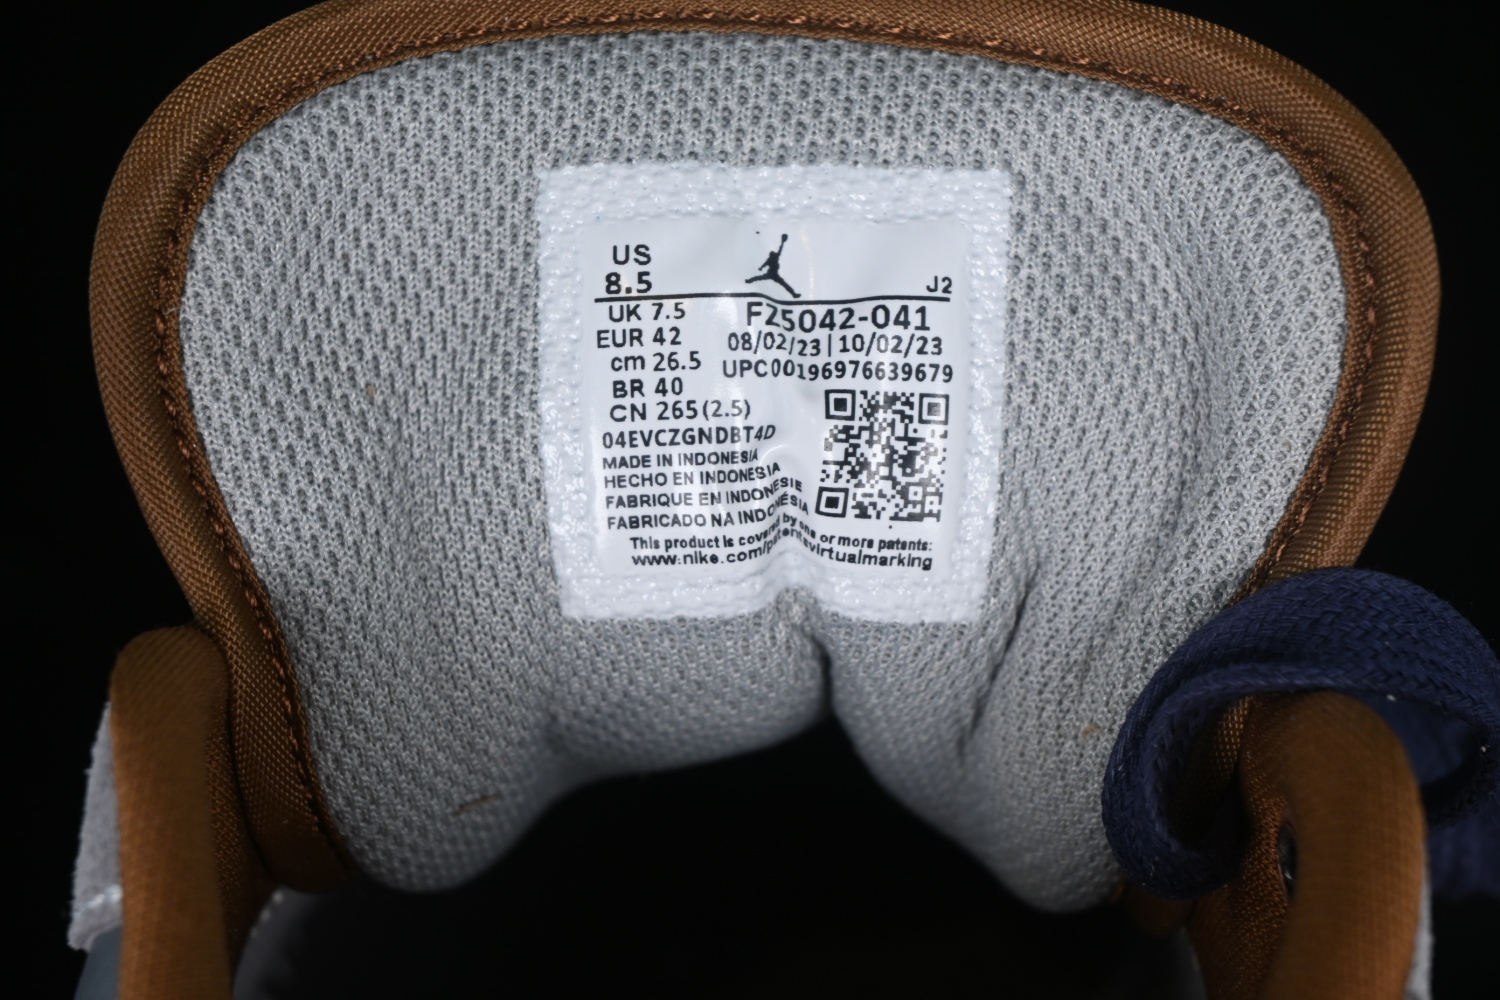 US
8.5
J2
UK 7.5
FZ5042-041
EUR 42
08/02/23 | 10/02/23
cm 26.5
UPC00196976639679
BR 40
CN 265(2.5)
04EVCZGNDBT4D
MADE IN INDONESIA
HECHO EN INDONESIA
FABRIQUE EN INDONESIE
FABRICADO NA INDONÉSIA
This product is covered by one or more patents:
www.nike.com/patentsvirtualmarking